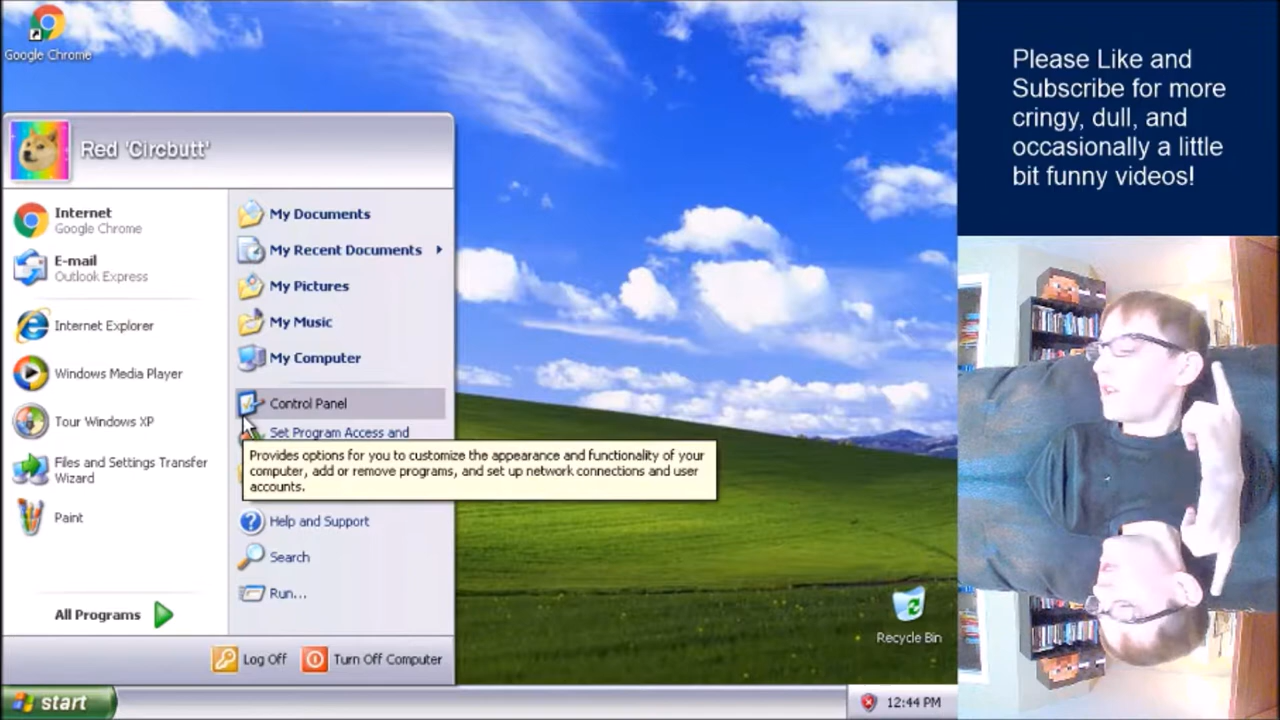 Google Chrome
Red 'Circbutt'
Internet
Google Chrome
E-mail
Outlook Express
Internet Explorer
Windows Media Player
Tour Windows XP
Files and Settings Transfer
Wizard
Paint
All Programs
My Documents
My Recent Documents
My Pictures
My Music
My Computer
Control Panel
Set Program Access and
Provides options for you to customize the appearance and functionality of your
computer, add or remove programs, and set up network connections and user
accounts.
Help and Support
Search
Run...
Log Off
Turn Off Computer
start
Recycle Bin
12:44 PM
Please Like and
Subscribe for more
cringy, dull, and
occasionally a little
bit funny videos!